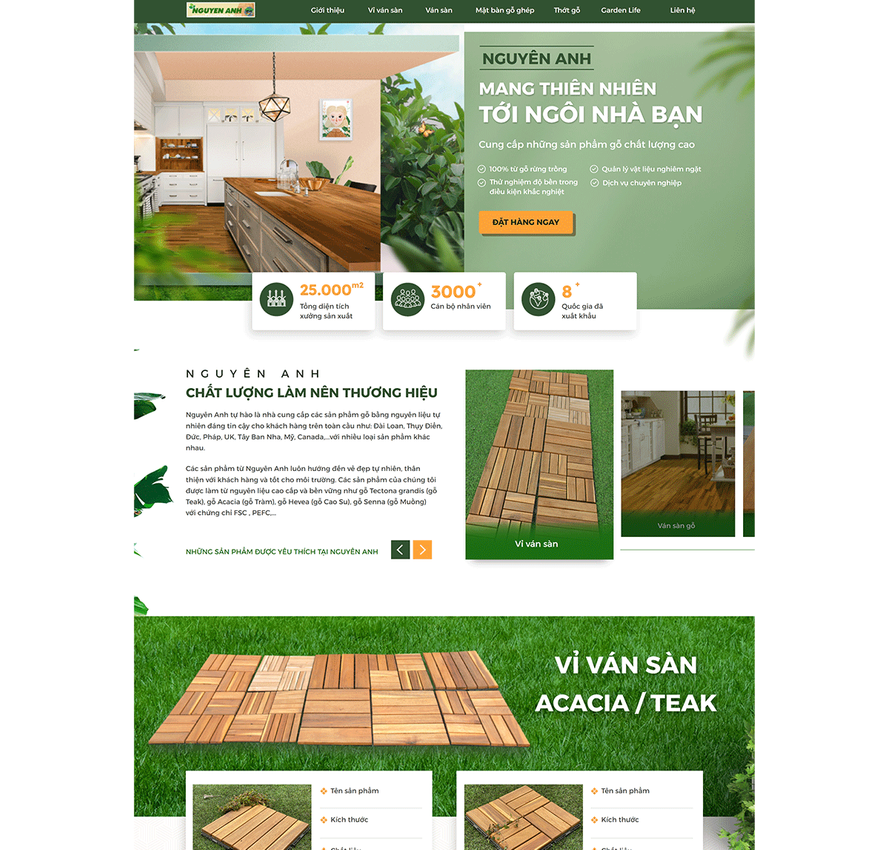 NGUYEN ANH
Giới thiệu
Vỉ ván sàn
Ván sàn
Mặt bàn gỗ ghép
Thớt gỗ
Garden Life
Liên hệ
NGUYÊN ANH
MANG THIÊN NHIÊN
TỚI NGÔI NHÀ BẠN
Cung cấp những sản phẩm gỗ chất lượng cao
100% từ gỗ rừng trồng
Quản lý vật liệu nghiêm ngặt
Thử nghiệm độ bền trong
điều kiện khắc nghiệt
Dịch vụ chuyên nghiệp
ĐẶT HÀNG NGAY
25.000m2
Tổng diện tích
xưởng sản xuất
3000+
Cán bộ nhân viên
8+
Quốc gia đã
xuất khẩu
NGUYÊN ANH
CHẤT LƯỢNG LÀM NÊN THƯƠNG HIỆU
Nguyên Anh tự hào là nhà cung cấp các sản phẩm gỗ bằng nguyên liệu tự
nhiên đáng tin cậy cho khách hàng trên toàn cầu như: Đài Loan, Thụy Điển,
Đức, Pháp, UK, Tây Ban Nha, Mỹ, Canada,...với nhiều loại sản phẩm khác
nhau.
Các sản phẩm từ Nguyên Anh luôn hướng đến vẻ đẹp tự nhiên, thân
thiện với khách hàng và tốt cho môi trường. Các sản phẩm của chúng tôi
được làm từ nguyên liệu cao cấp và bền vững như gỗ Tectona grandis (gỗ
Teak), gỗ Acacia (gỗ Tràm), gỗ Hevea (gỗ Cao Su), gỗ Senna (gỗ Muồng)
với chứng chỉ FSC , PEFC,...
NHỮNG SẢN PHẨM ĐƯỢC YÊU THÍCH TẠI NGUYÊN ANH
Vỉ ván sàn
Ván sàn gỗ
VỈ VÁN SÀN
ACACIA / TEAK
Tên sản phẩm
Kích thước
Chất liệu
Tên sản phẩm
Kích thước
Chất liệu